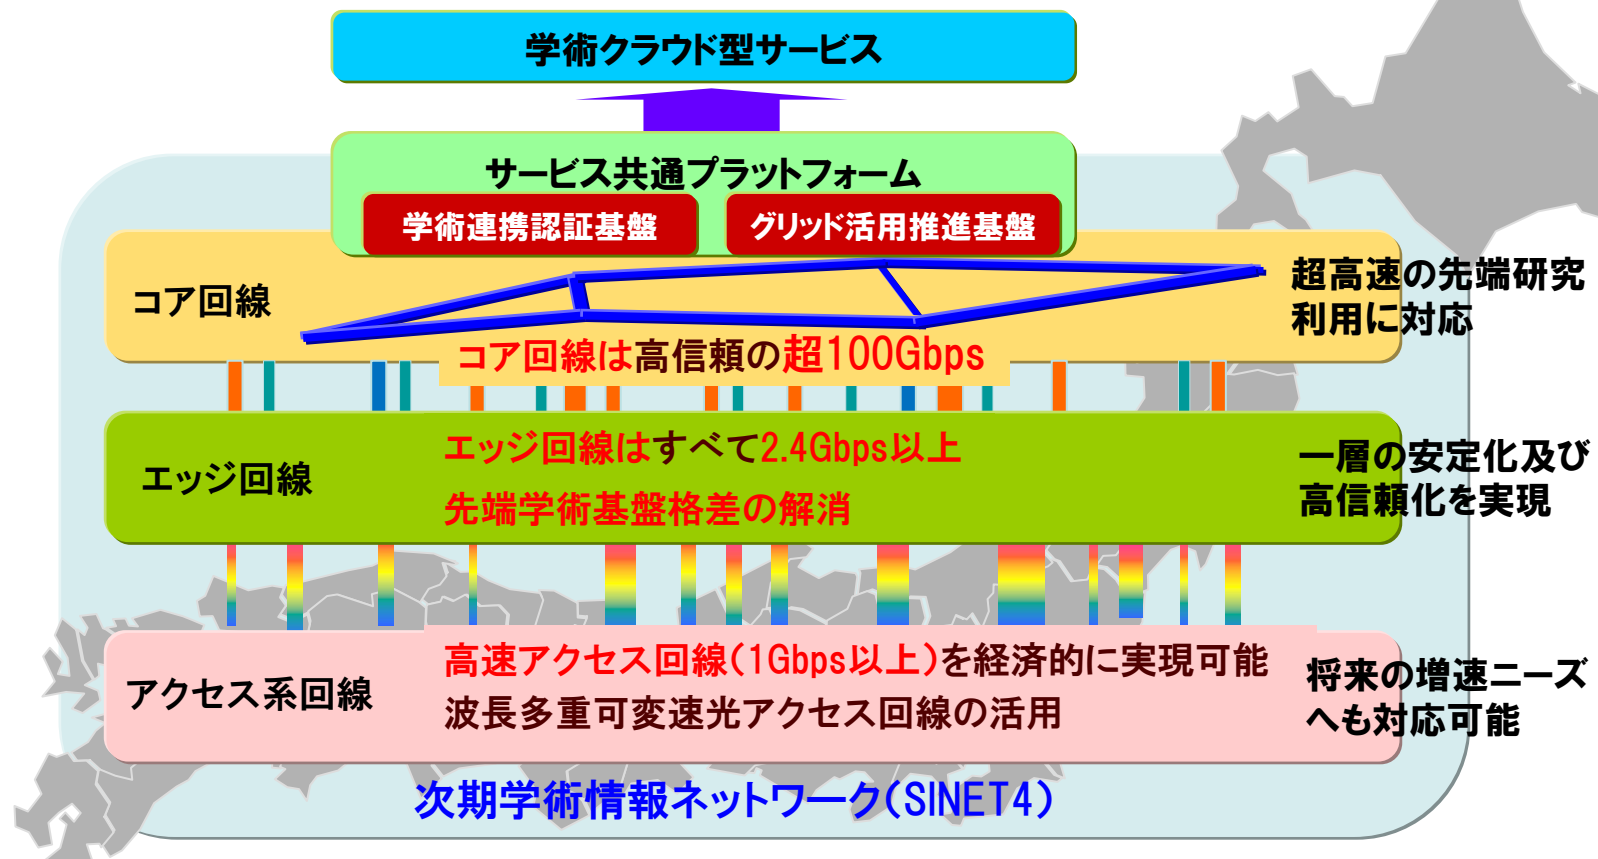 学術クラウド型サービス
サービス共通プラットフォーム
学術連携認証基盤
グリッド活用推進基盤
コア回線
コア回線は高信頼の超100Gbps
超高速の先端研究
利用に対応
エッジ回線
エッジ回線はすべて2.4Gbps以上
先端学術基盤格差の解消
一層の安定化及び
高信頼化を実現
アクセス系回線
高速アクセス回線(1Gbps以上)を経済的に実現可能
波長多重可変速光アクセス回線の活用
将来の増速ニーズ
へも対応可能
次期学術情報ネットワーク(SINET4)